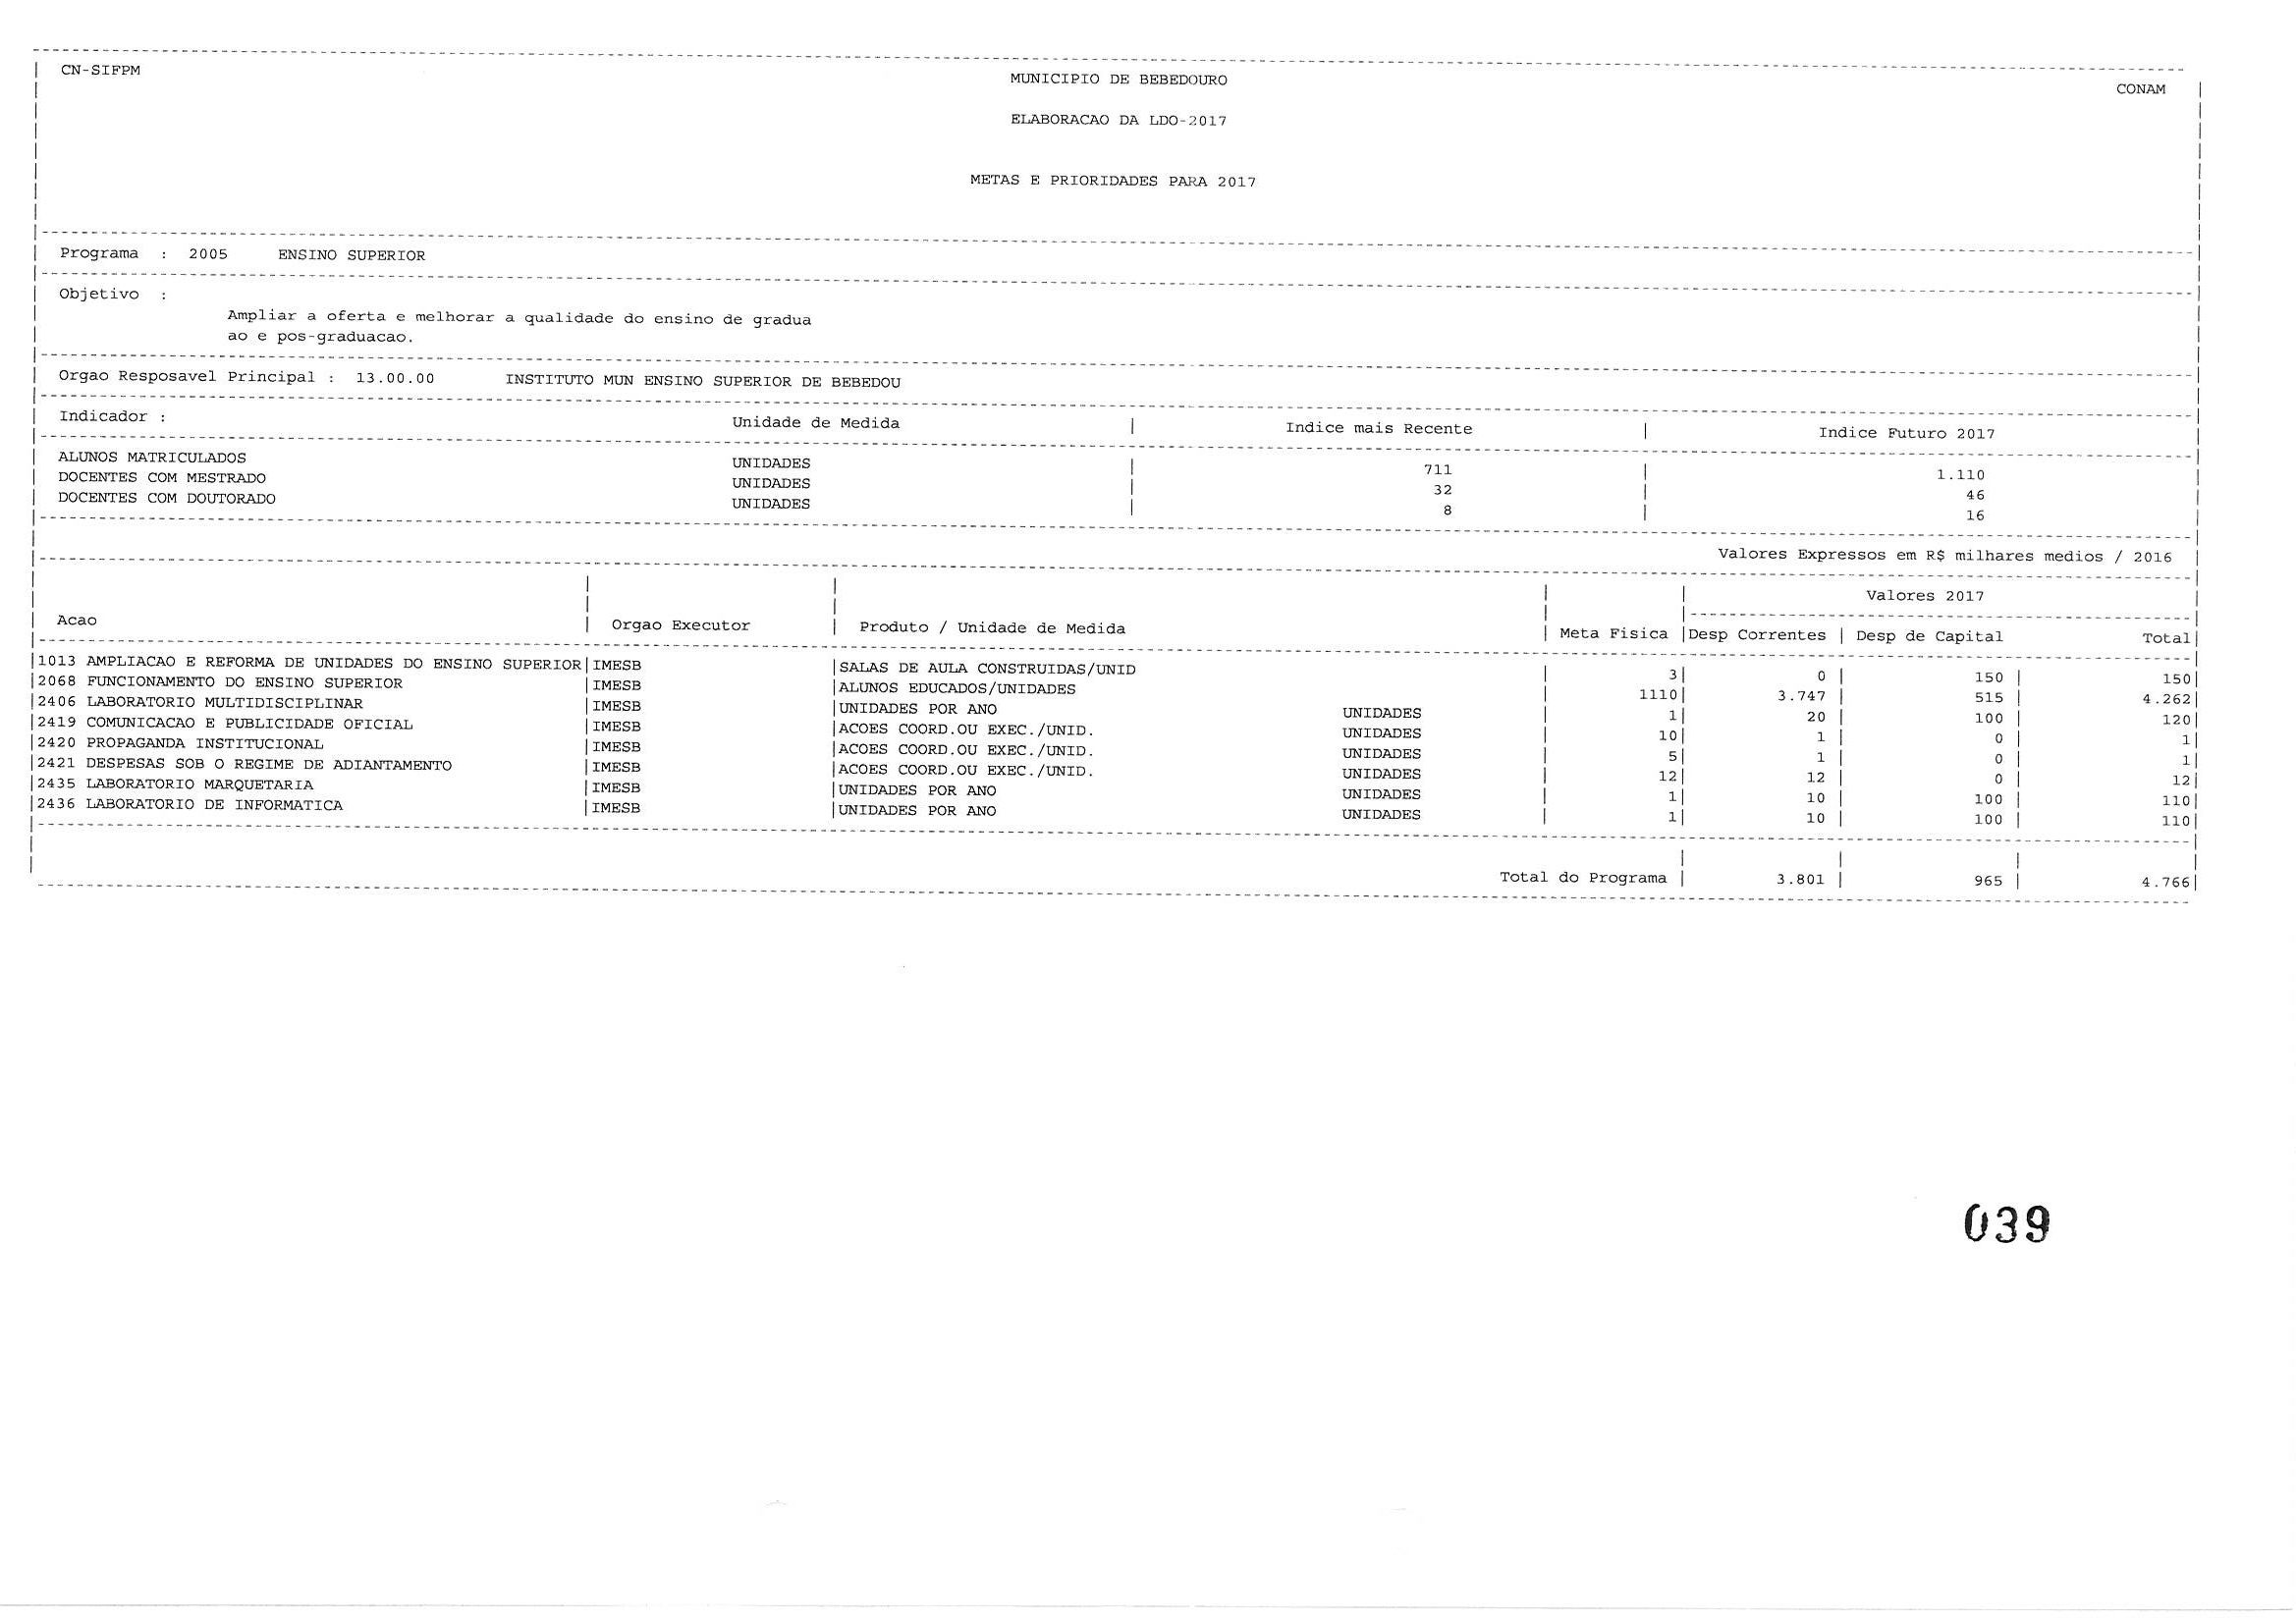 CN-SIFPM MUNICIPIO DE BEBEDOURO CONAM
ELABORACAO DA LDO-2017
METAS E PRIORIDADES PARA 2017
Programa : 2005 ENSINO SUPERIOR
Objetivo :
Ampliar a oferta e melhorar a qualidade do ensino de gradua
ao e pos-graduacao.
Orgao Resposavel Principal : 13.00.00 INSTITUTO MUN ENSINO SUPERIOR DE BEBEDOU
Indicador : Unidade de Medida | Indice mais Recente | Indice Futuro 2017
ALUNOS MATRICULADOS UNIDADES | 711 | 1.110
DOCENTES COM MESTRADO UNIDADES | 32 | 46
DOCENTES COM DOUTORADO UNIDADES | 8 | 16
Valores Expressos em R$ milhares medios / 2016
Valores 2017
Acao | Orgao Executor | Produto / Unidade de Medida | Meta Fisica |Desp Correntes | Desp de Capital Total|
|1013 AMPLIACAO E REFORMA DE UNIDADES DO ENSINO SUPERIOR|IMESB |SALAS DE AULA CONSTRUIDAS/UNID | 3| 0 | 150 | 150|
|2068 FUNCIONAMENTO DO ENSINO SUPERIOR |IMESB |ALUNOS EDUCADOS/UNIDADES | 1110| 3.747 | 515 | 4.262|
|2406 LABORATORIO MULTIDISCIPLINAR |IMESB |UNIDADES POR ANO UNIDADES | 1| 20 | 100 | 120|
|2419 COMUNICACAO E PUBLICIDADE OFICIAL |IMESB |ACOES COORD.OU EXEC./UNID. UNIDADES | 10| 1 | 0 | 1|
|2420 PROPAGANDA INSTITUCIONAL |IMESB |ACOES COORD.OU EXEC./UNID. UNIDADES | 5| 1 | 0 | 1|
|2421 DESPESAS SOB O REGIME DE ADIANTAMENTO |IMESB |ACOES COORD.OU EXEC./UNID. UNIDADES | 12| 12 | 0 | 12|
|2435 LABORATORIO MARQUETARIA |IMESB |UNIDADES POR ANO UNIDADES | 1| 10 | 100 | 110|
|2436 LABORATORIO DE INFORMATICA |IMESB |UNIDADES POR ANO UNIDADES | 1| 10 | 100 | 110|
Total do Programa | 3.801 | 965 | 4.766|
039